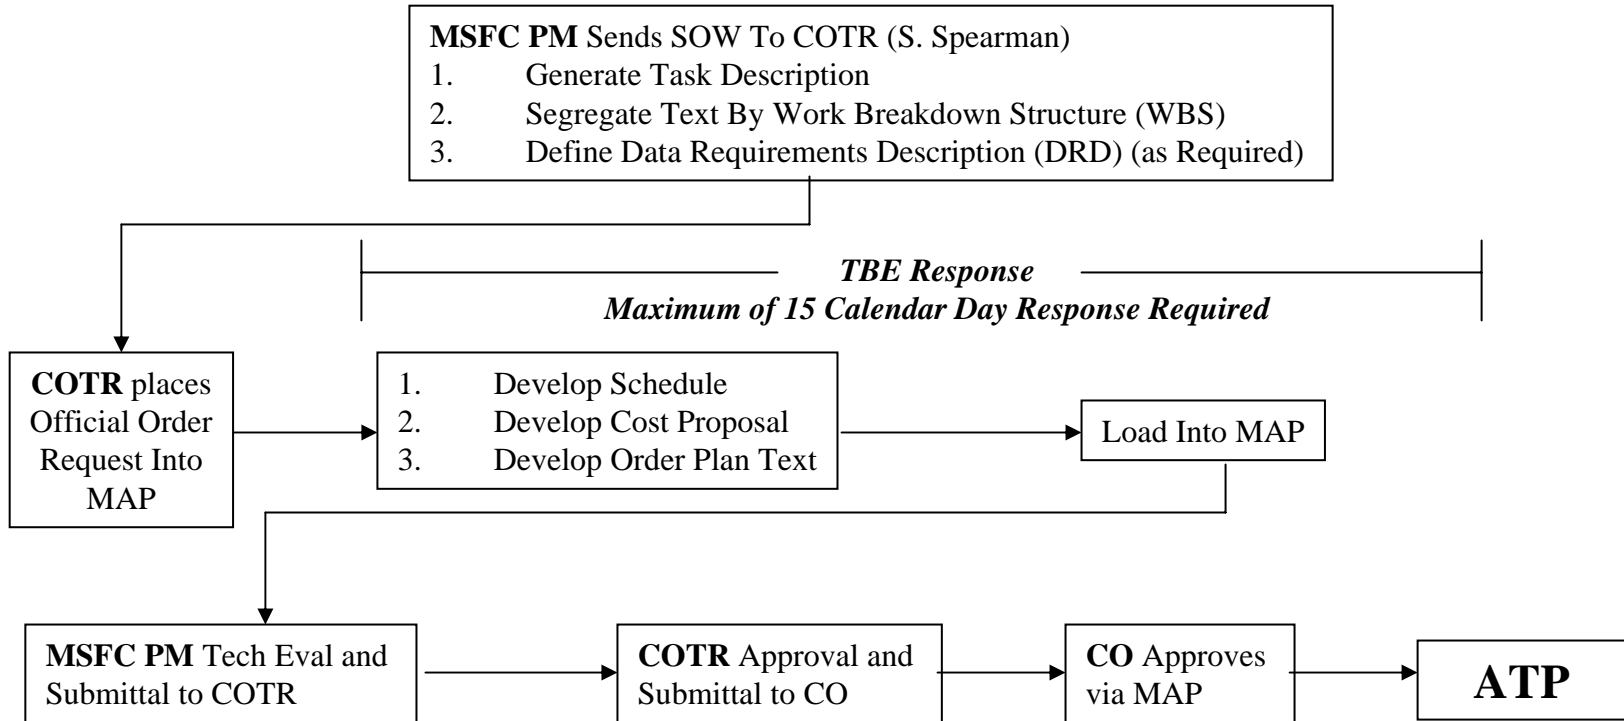 MSFC PM Sends SOW To COTR (S. Spearman)
1. Generate Task Description
2. Segregate Text By Work Breakdown Structure (WBS)
3. Define Data Requirements Description (DRD) (as Required)
TBE Response
Maximum of 15 Calendar Day Response Required
COTR places
Official Order
Request Into
MAP
1. Develop Schedule
2. Develop Cost Proposal
3. Develop Order Plan Text
Load Into MAP
MSFC PM Tech Eval and
Submittal to COTR
COTR Approval and
Submittal to CO
CO Approves
via MAP
ATP